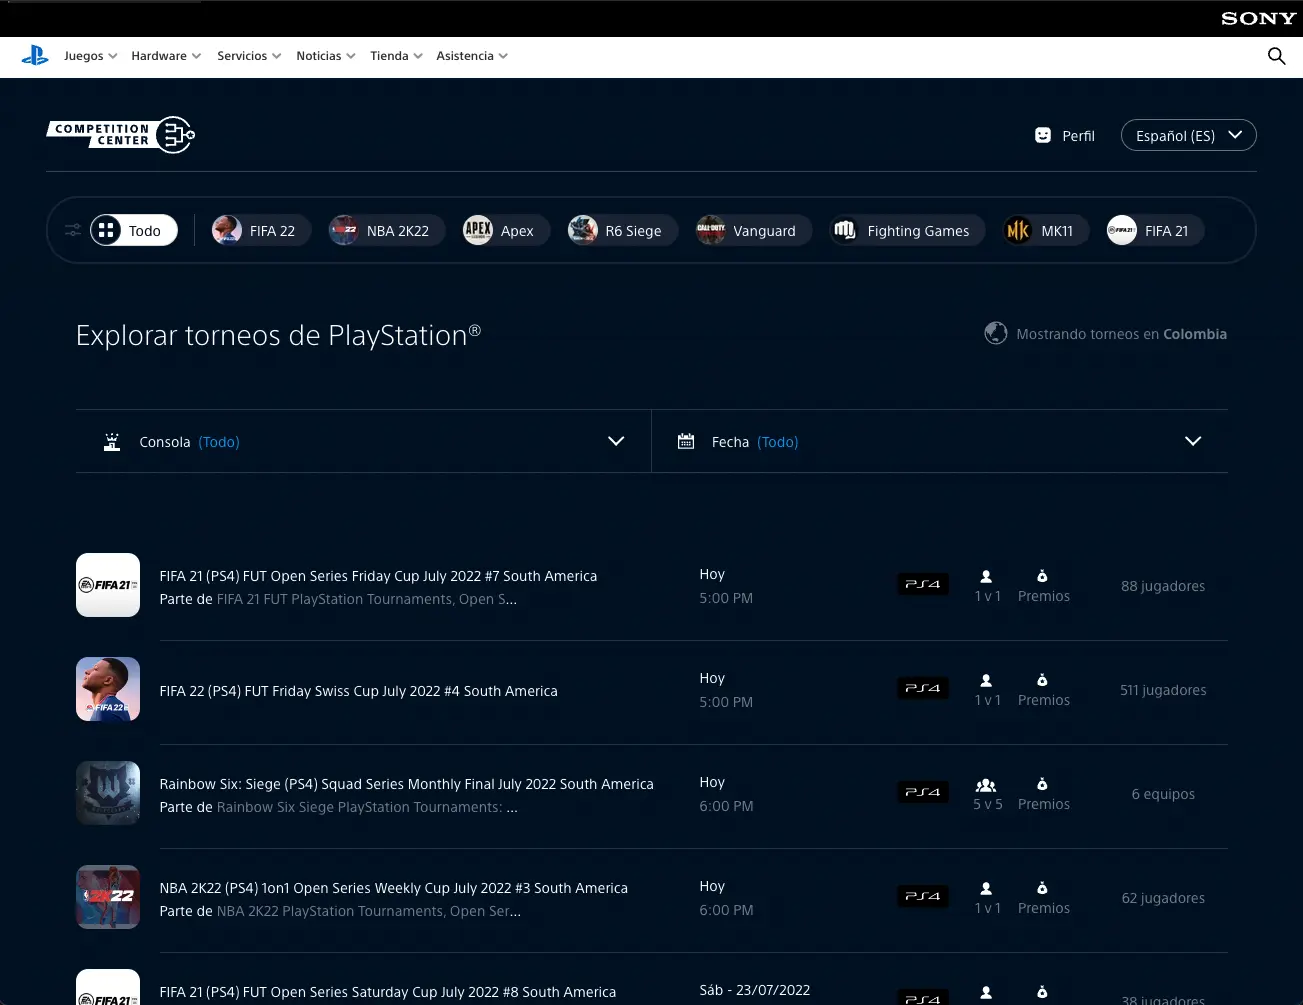 SONY
Juegos Hardware Servicios Noticias Tienda Asistencia
COMPETITION
CENTER
Perfil Español (ES)
Todo FIFA 22 NBA 2K22 Apex R6 Siege Vanguard Fighting Games MK11 FIFA 21
Explorar torneos de PlayStation®
Mostrando torneos en Colombia
Consola (Todo) Fecha (Todo)
FIFA 21
FIFA 21 (PS4) FUT Open Series Friday Cup July 2022 #7 South America
Parte de FIFA 21 FUT PlayStation Tournaments, Open S...
Hoy
5:00 PM
PS4
1 v 1
Premios
88 jugadores
FIFA 22
FIFA 22 (PS4) FUT Friday Swiss Cup July 2022 #4 South America
Hoy
5:00 PM
PS4
1 v 1
Premios
511 jugadores
Rainbow Six: Siege (PS4) Squad Series Monthly Final July 2022 South America
Parte de Rainbow Six Siege PlayStation Tournaments: ...
Hoy
6:00 PM
PS4
5 v 5
Premios
6 equipos
2K22
NBA 2K22 (PS4) 1on1 Open Series Weekly Cup July 2022 #3 South America
Parte de NBA 2K22 PlayStation Tournaments, Open Ser...
Hoy
6:00 PM
PS4
1 v 1
Premios
62 jugadores
FIFA 21
FIFA 21 (PS4) FUT Open Series Saturday Cup July 2022 #8 South America
Sáb - 23/07/2022
PS4
38 jugadores